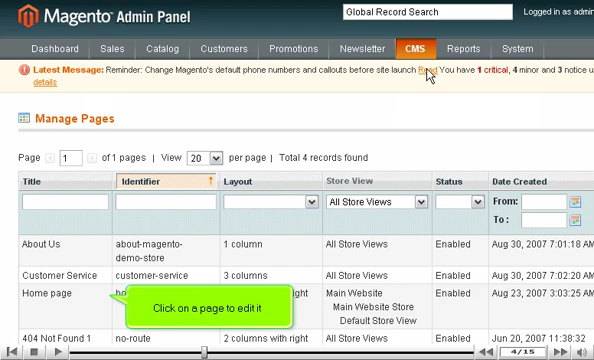 Magento Admin Panel
Global Record Search
Logged in as admin
Dashboard Sales Catalog Customers Promotions Newsletter CMS Reports System
Latest Message: Reminder: Change Magento's default phone numbers and callouts before site launch Read You have 1 critical, 4 minor and 3 notice
details
Manage Pages
Page 1 of 1 pages | View 20 per page | Total 4 records found
Title Identifier Layout Store View Status Date Created
All Store Views From:
To :
About Us about-magento-demo-store 1 column All Store Views Enabled Aug 30, 2007 7:01:18 AM
Customer Service customer-service 3 columns All Store Views Enabled Aug 30, 2007 7:02:20 AM
Home page right Main Website Enabled Aug 23, 2007 3:03:25 AM
Main Website Store
Default Store View
Click on a page to edit it
404 Not Found 1 no-route 2 columns with right All Store Views Enabled Jun 20, 2007 11:38:32
4/15